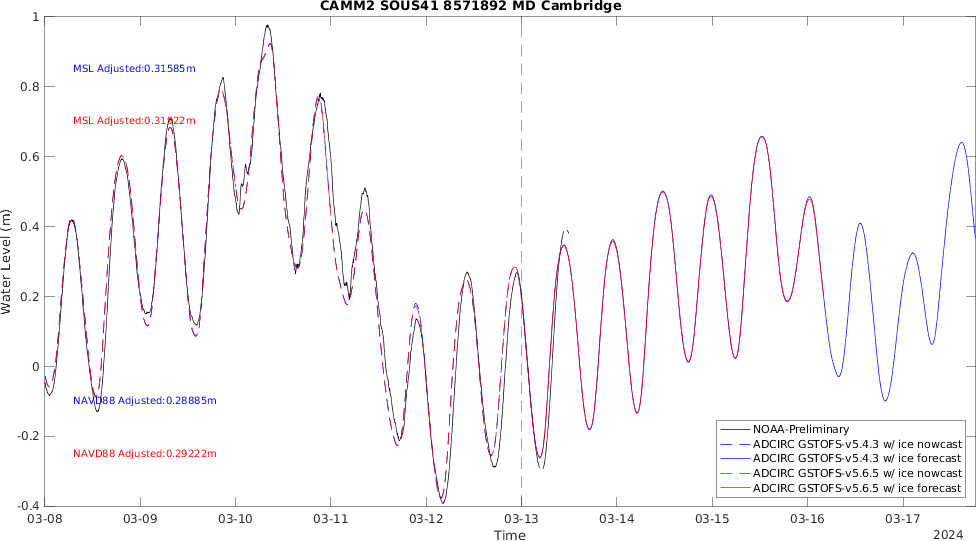 CAMM2 SOUS41 8571892 MD Cambridge
1
0.8
0.6
0.4
0.2
0
-0.2
-0.4
Water Level (m)
MSL Adjusted:0.31585m
MSL Adjusted:0.31922m
NAVD88 Adjusted:0.28885m
NAVD88 Adjusted:0.29222m
NOAA-Preliminary
ADCIRC GSTOFS-v5.4.3 w/ ice nowcast
ADCIRC GSTOFS-v5.4.3 w/ ice forecast
ADCIRC GSTOFS-v5.6.5 w/ ice nowcast
ADCIRC GSTOFS-v5.6.5 w/ ice forecast
03-08 03-09 03-10 03-11 03-12 03-13 03-14 03-15 03-16 03-17
Time
2024